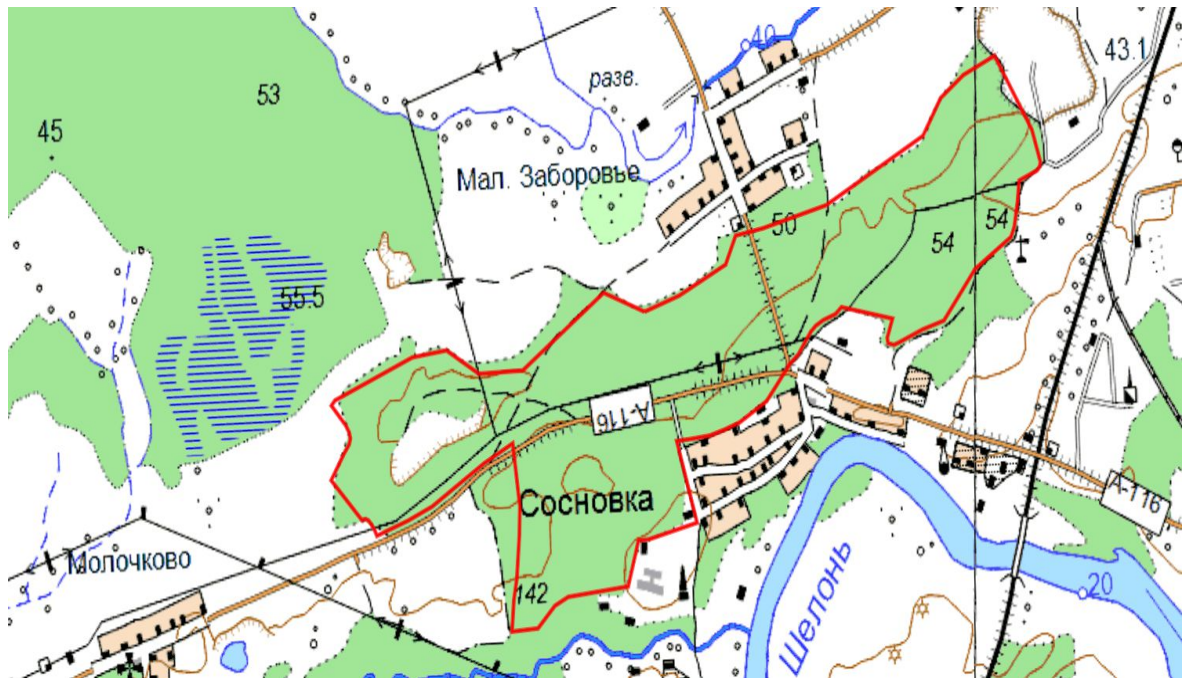 40
43.1
53
разв.
45
Мал. Заборовье
50
54
54
55.5
А-116
Сосновка
А-116
Молочково
142
Шелонь
20